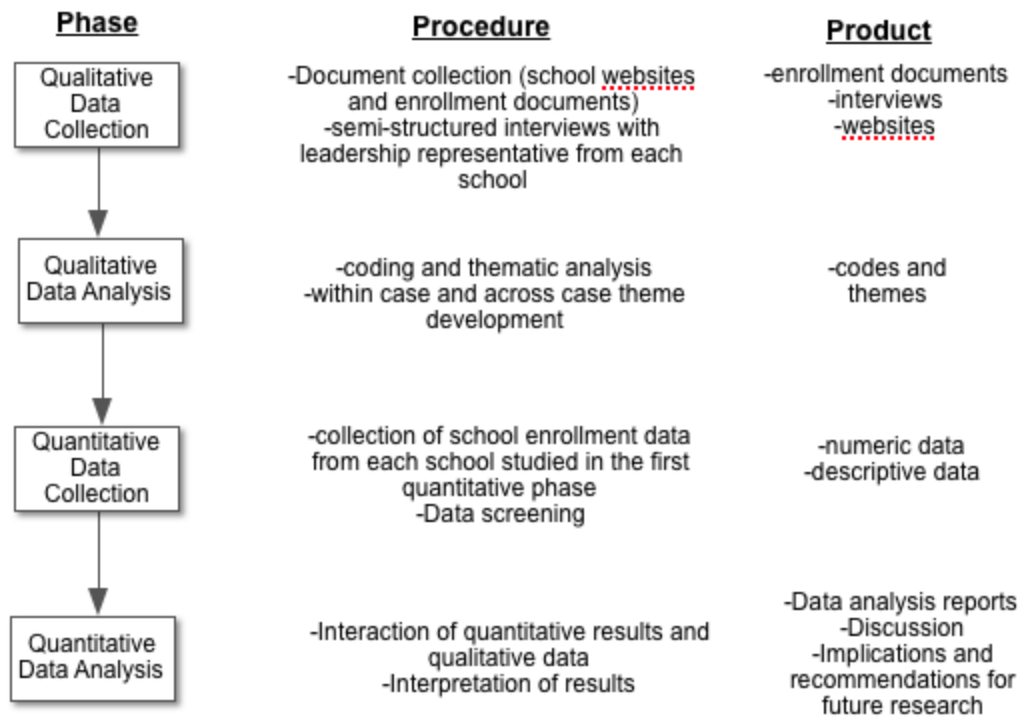 Phase
Procedure
Product
Qualitative
Data
Collection
-Document collection (school websites
and enrollment documents)
-semi-structured interviews with
leadership representative from each
school
-enrollment documents
-interviews
-websites
Qualitative
Data Analysis
-coding and thematic analysis
-within case and across case theme
development
-codes and
themes
Quantitative
Data
Collection
-collection of school enrollment data
from each school studied in the first
quantitative phase
-Data screening
-numeric data
-descriptive data
Quantitative
Data Analysis
-Interaction of quantitative results and
qualitative data
-Interpretation of results
-Data analysis reports
-Discussion
-Implications and
recommendations for
future research